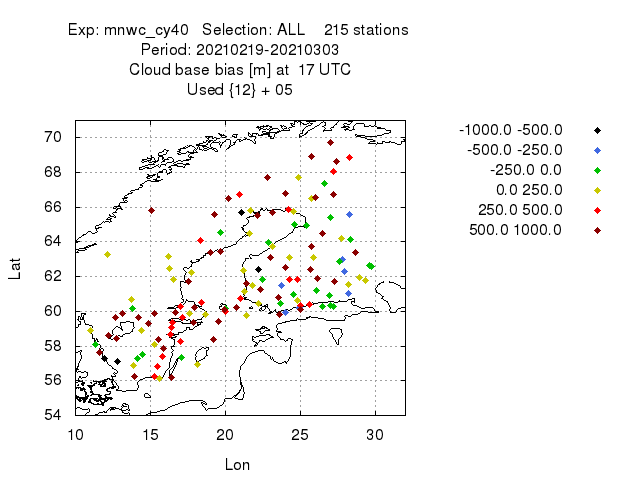 Exp: mnwc_cy40 Selection: ALL 215 stations
Period: 20210219-20210303
Cloud base bias [m] at 17 UTC
Used {12} + 05
-1000.0 -500.0
-500.0 -250.0
-250.0 0.0
0.0 250.0
250.0 500.0
500.0 1000.0
Lat
70
68
66
64
62
60
58
56
54
10 15 20 25 30
Lon